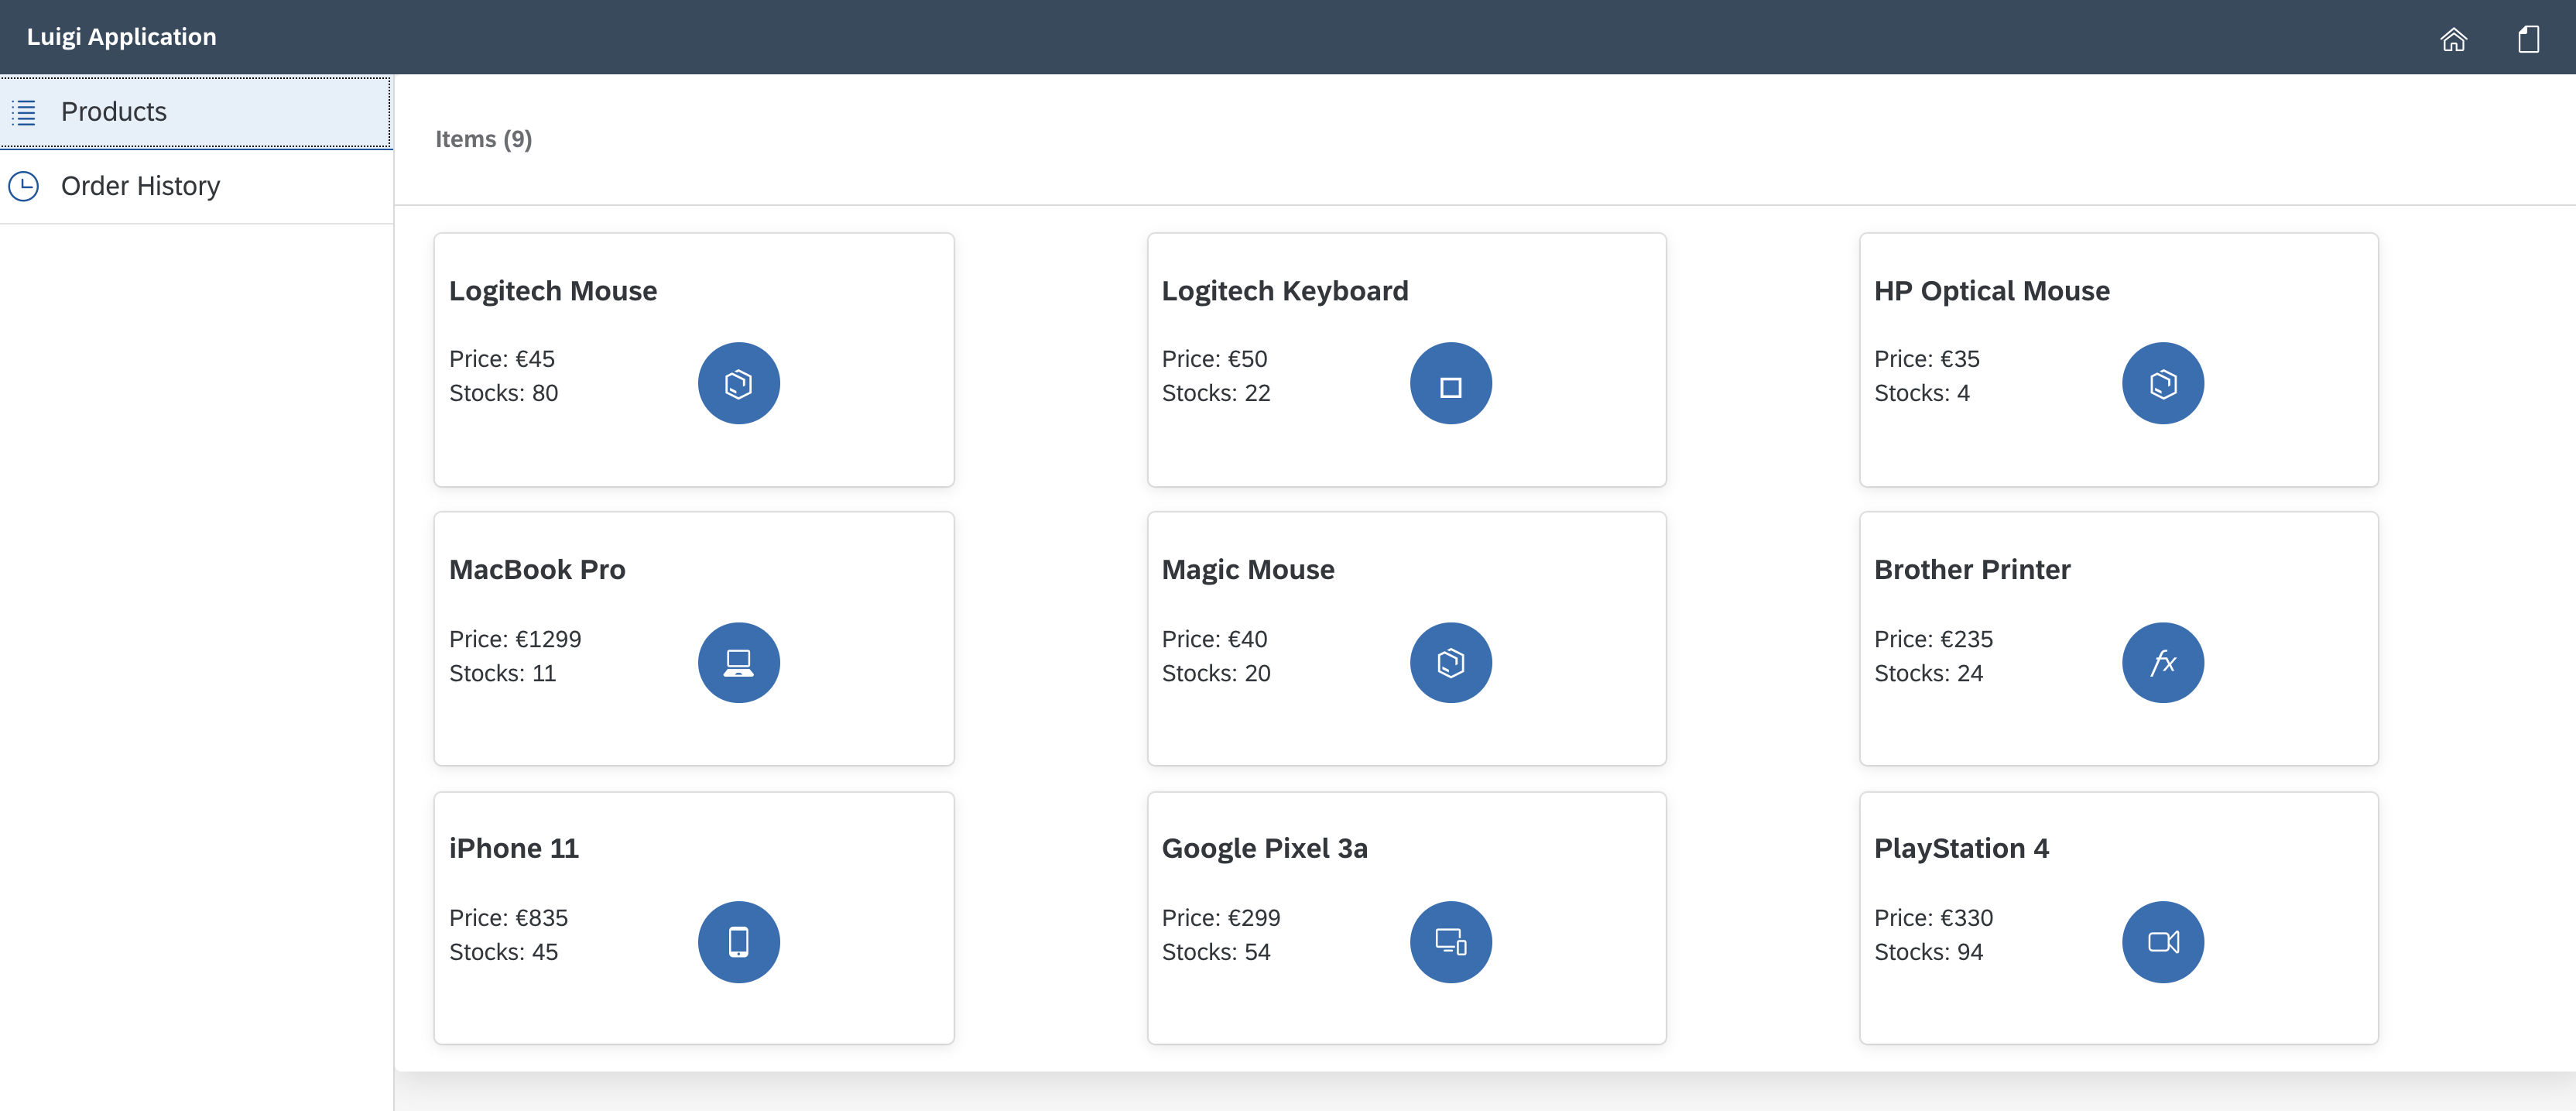 Luigi Application
Products
Order History
Items (9)
Logitech Mouse
Price: €45
Stocks: 80
Logitech Keyboard
Price: €50
Stocks: 22
HP Optical Mouse
Price: €35
Stocks: 4
MacBook Pro
Price: €1299
Stocks: 11
Magic Mouse
Price: €40
Stocks: 20
Brother Printer
Price: €235
Stocks: 24
fx
iPhone 11
Price: €835
Stocks: 45
Google Pixel 3a
Price: €299
Stocks: 54
PlayStation 4
Price: €330
Stocks: 94